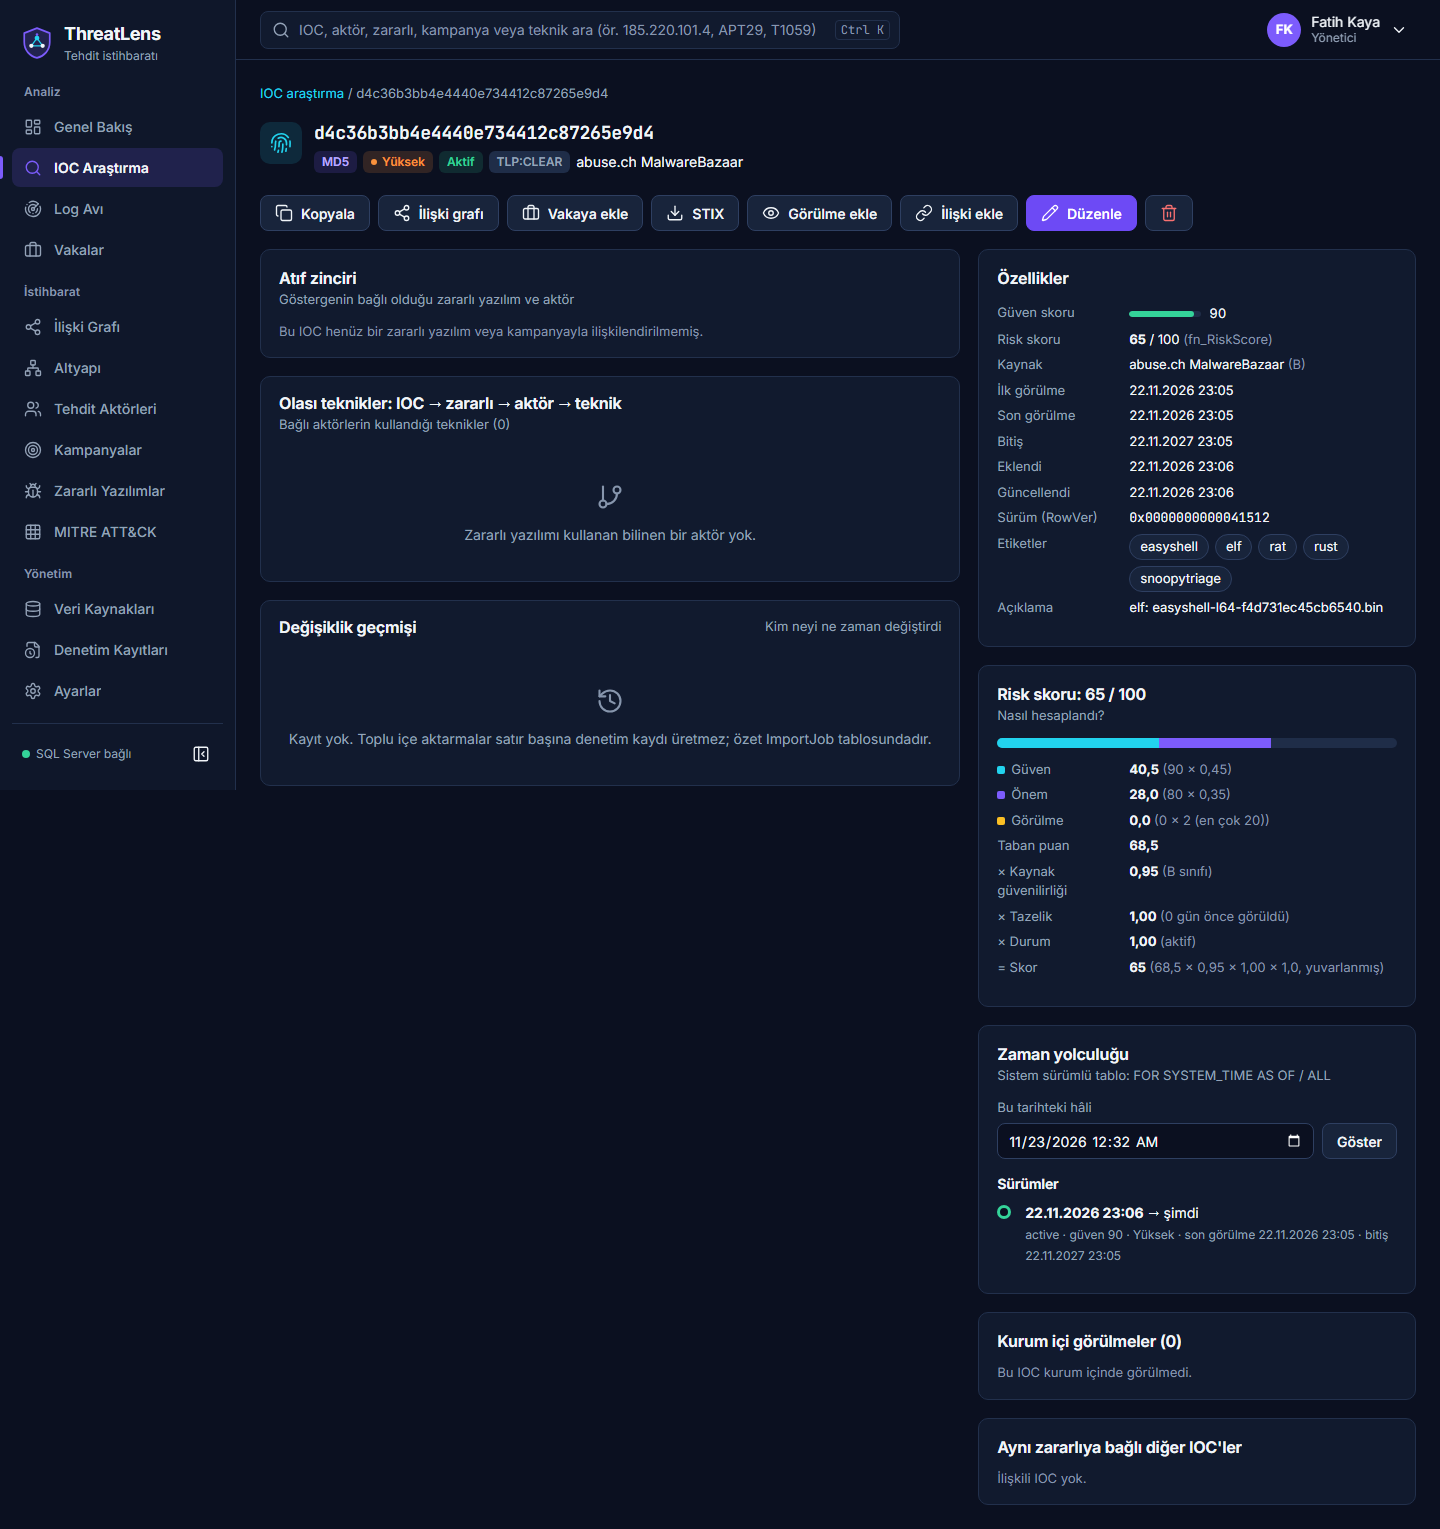 ThreatLens
Tehdit istihbaratı
Analiz
Genel Bakış
IOC Araştırma
Log Avı
Vakalar
İstihbarat
İlişki Grafı
Altyapı
Tehdit Aktörleri
Kampanyalar
Zararlı Yazılımlar
MITRE ATT&CK
Yönetim
Veri Kaynakları
Denetim Kayıtları
Ayarlar
SQL Server bağlı
IOC, aktör, zararlı, kampanya veya teknik ara (ör. 185.220.101.4, APT29, T1059)
Ctrl K
FK
Fatih Kaya
Yönetici
IOC araştırma / d4c36b3bb4e4440e734412c87265e9d4
d4c36b3bb4e4440e734412c87265e9d4
MD5 Yüksek Aktif TLP:CLEAR abuse.ch MalwareBazaar
Kopyala İlişki grafı Vakaya ekle STIX Görülme ekle İlişki ekle Düzenle
Atıf zinciri
Göstergenin bağlı olduğu zararlı yazılım ve aktör
Bu IOC henüz bir zararlı yazılım veya kampanyayla ilişkilendirilmemiş.
Olası teknikler: IOC → zararlı → aktör → teknik
Bağlı aktörlerin kullandığı teknikler (0)
Zararlı yazılımı kullanan bilinen bir aktör yok.
Değişiklik geçmişi
Kim neyi ne zaman değiştirdi
Kayıt yok. Toplu içe aktarmalar satır başına denetim kaydı üretmez; özet ImportJob tablosundadır.
Özellikler
Güven skoru 90
Risk skoru 65 / 100 (fn_RiskScore)
Kaynak abuse.ch MalwareBazaar (B)
İlk görülme 22.11.2026 23:05
Son görülme 22.11.2026 23:05
Bitiş 22.11.2027 23:05
Eklendi 22.11.2026 23:06
Güncellendi 22.11.2026 23:06
Sürüm (RowVer) 0x0000000000041512
Etiketler easyshell elf rat rust
snoopytriage
Açıklama elf: easyshell-l64-f4d731ec45cb6540.bin
Risk skoru: 65 / 100
Nasıl hesaplandı?
Güven 40,5 (90 × 0,45)
Önem 28,0 (80 × 0,35)
Görülme 0,0 (0 × 2 (en çok 20))
Taban puan 68,5
× Kaynak güvenilirliği 0,95 (B sınıfı)
× Tazelik 1,00 (0 gün önce görüldü)
× Durum 1,00 (aktif)
= Skor 65 (68,5 × 0,95 × 1,00 × 1,0, yuvarlanmış)
Zaman yolculuğu
Sistem sürümlü tablo: FOR SYSTEM_TIME AS OF / ALL
Bu tarihteki hâli
11/23/2026 12:32 AM
Göster
Sürümler
22.11.2026 23:06 → şimdi
active · güven 90 · Yüksek · son görülme 22.11.2026 23:05 · bitiş
22.11.2027 23:05
Kurum içi görülmeler (0)
Bu IOC kurum içinde görülmedi.
Aynı zararlıya bağlı diğer IOC'ler
İlişkili IOC yok.